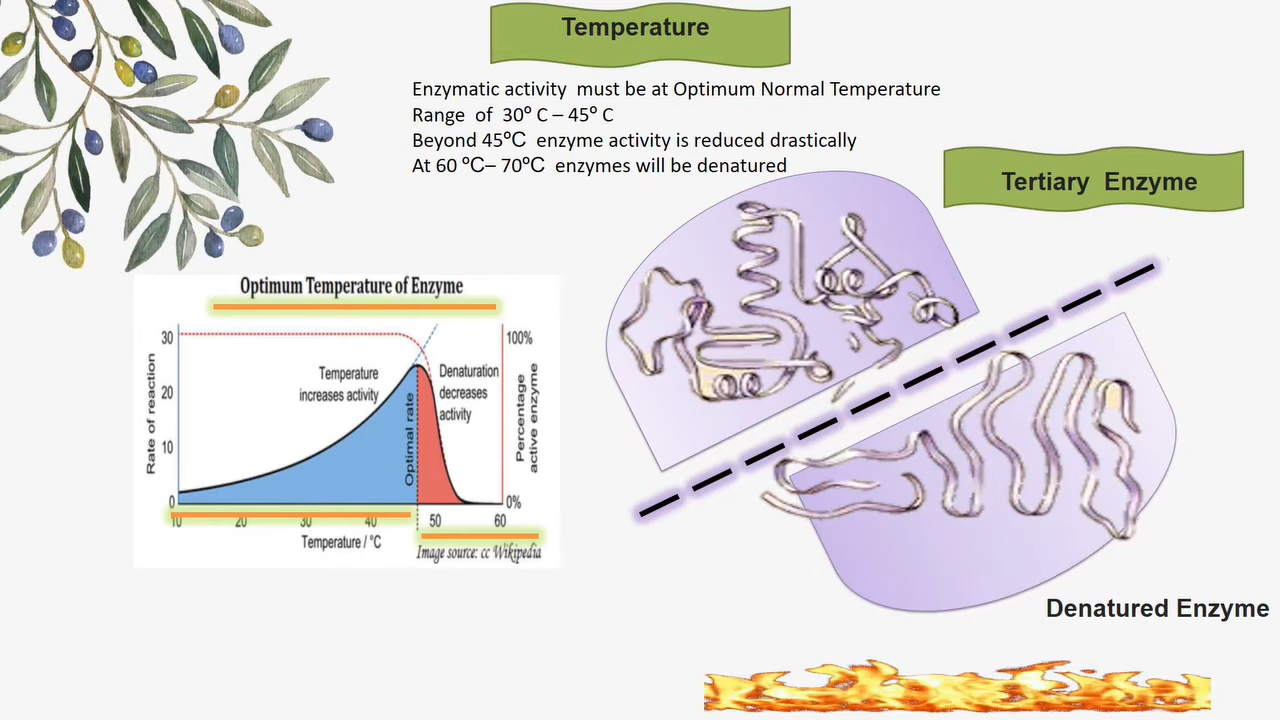 Temperature
Enzymatic activity must be at Optimum Normal Temperature
Range of 30º C – 45º C
Beyond 45ºC enzyme activity is reduced drastically
At 60 ºC– 70ºC enzymes will be denatured
Tertiary Enzyme
Optimum Temperature of Enzyme
30
20
10
0
Rate of reaction
Temperature
increases activity
Optimal rate
Denaturation
decreases
activity
100%
0%
Percentage
active enzyme
10 20 30 40 50 60
Temperature / °C
Image source: cc Wikipedia
Denatured Enzyme